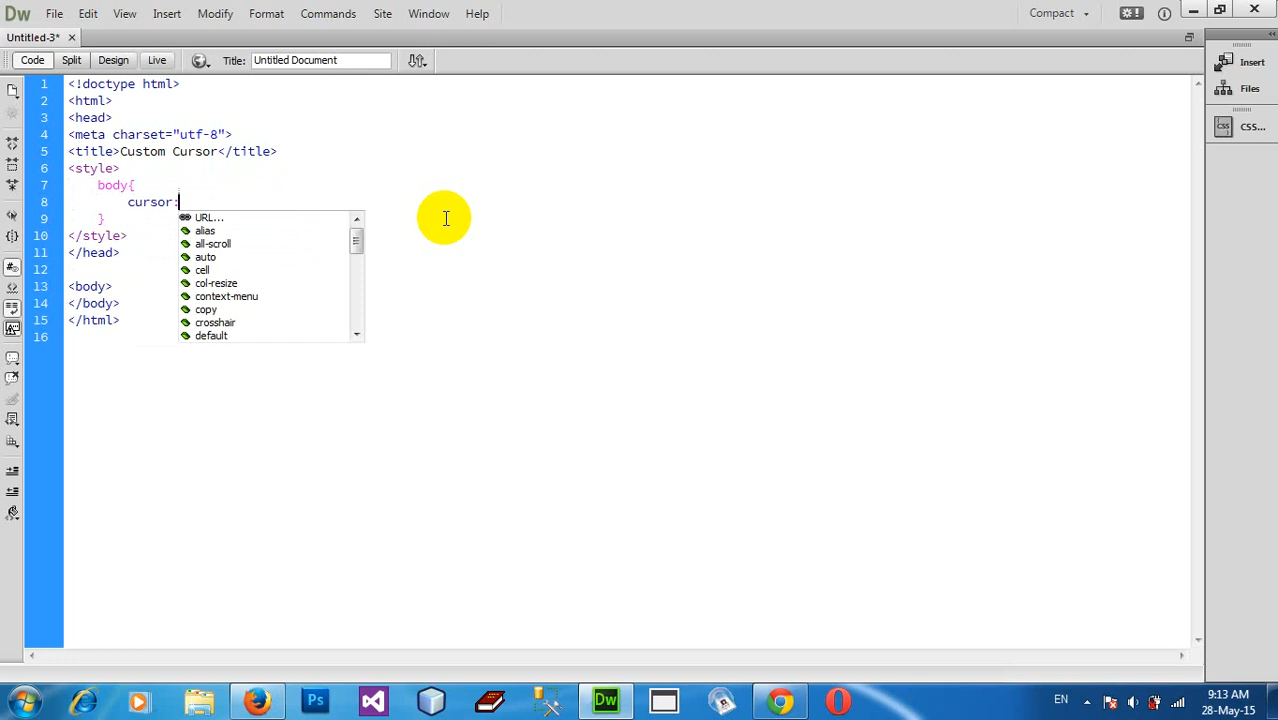 Dw File Edit View Insert Modify Format Commands Site Window Help Compact
Untitled-3*
Code Split Design Live Title: Untitled Document
Insert
Files
CSS...
1 <!doctype html>
2 <html>
3 <head>
4 <meta charset="utf-8">
5 <title>Custom Cursor</title>
6 <style>
7 body{
8 cursor:
9 }
10 </style>
11 </head>
12
13 <body>
14 </body>
15 </html>
16
URL...
alias
all-scroll
auto
cell
col-resize
context-menu
copy
crosshair
default
Ps Dw EN 9:13 AM
28-May-15